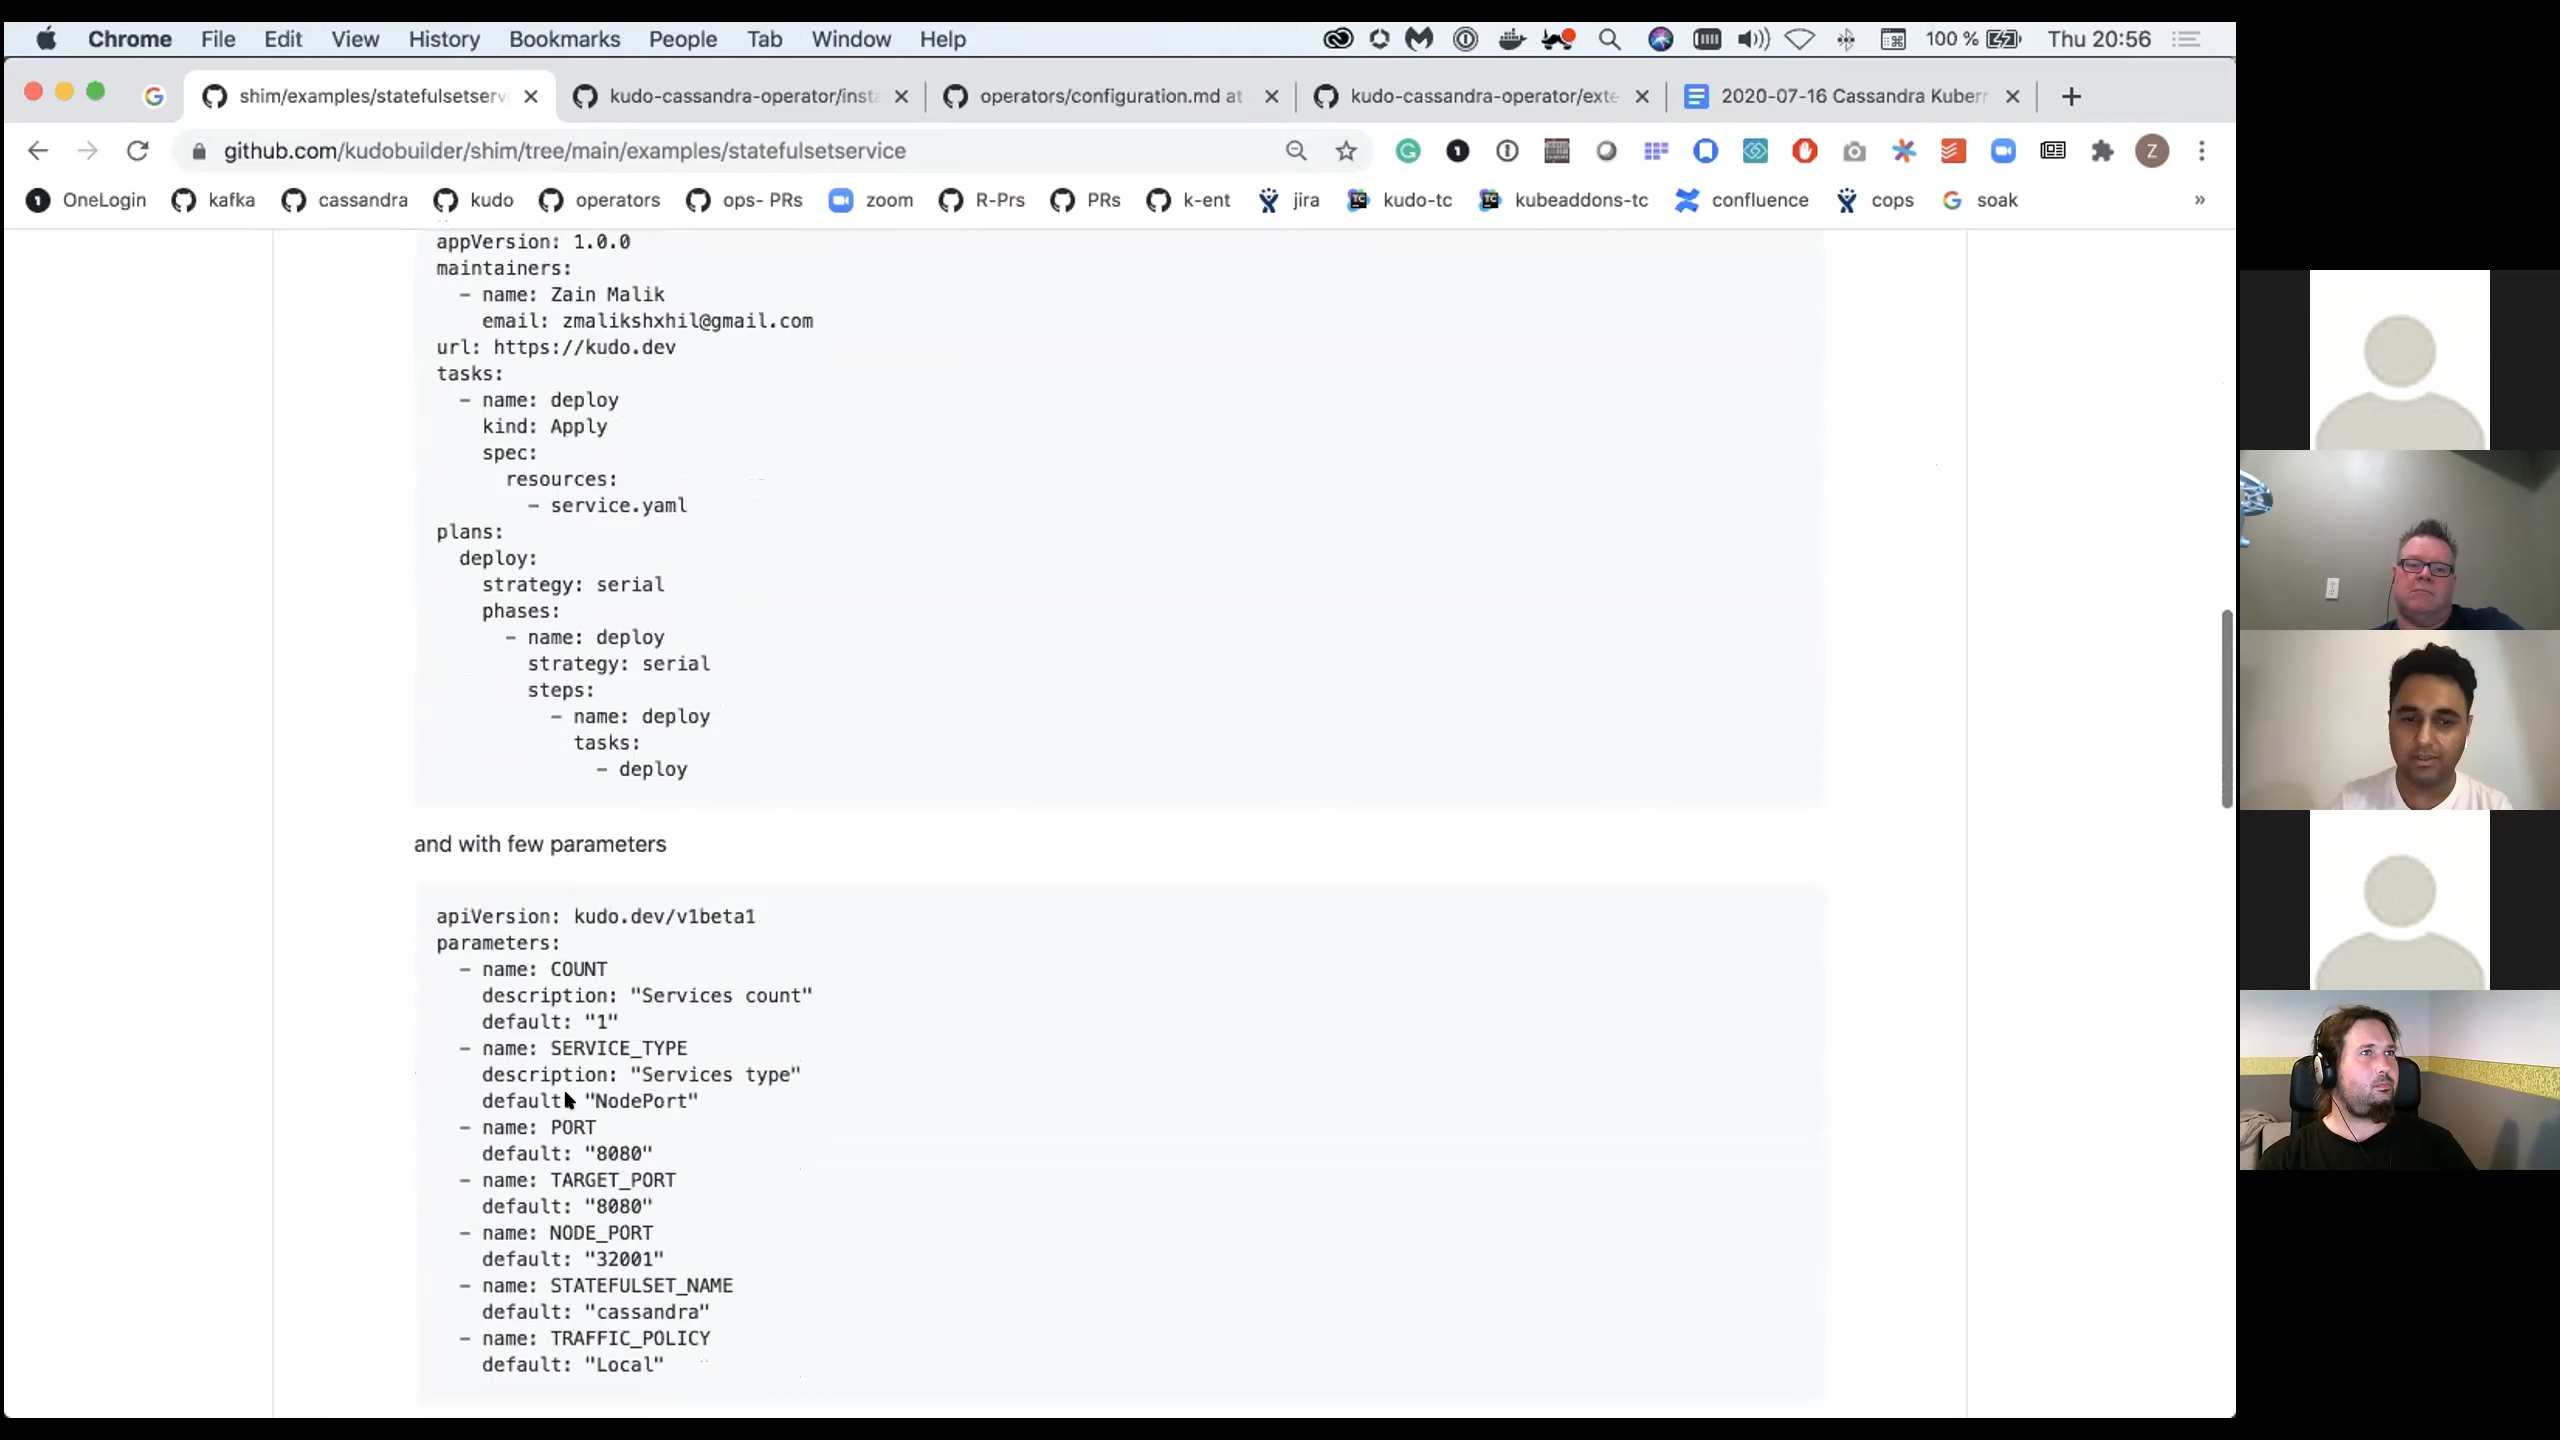 Chrome File Edit View History Bookmarks People Tab Window Help 100 % Thu 20:56
shim/examples/statefulsetserv kudo-cassandra-operator/insta operators/configuration.md at kudo-cassandra-operator/exte 2020-07-16 Cassandra Kubern
github.com/kudobuilder/shim/tree/main/examples/statefulsetservice Z
OneLogin kafka cassandra kudo operators ops- PRs zoom R-Prs PRs k-ent jira kudo-tc kubeaddons-tc confluence cops soak »
appVersion: 1.0.0
maintainers:
- name: Zain Malik
email: zmalikshxhil@gmail.com
url: https://kudo.dev
tasks:
- name: deploy
kind: Apply
spec:
resources:
- service.yaml
plans:
deploy:
strategy: serial
phases:
- name: deploy
strategy: serial
steps:
- name: deploy
tasks:
- deploy
and with few parameters
apiVersion: kudo.dev/v1beta1
parameters:
- name: COUNT
description: "Services count"
default: "1"
- name: SERVICE_TYPE
description: "Services type"
default: "NodePort"
- name: PORT
default: "8080"
- name: TARGET_PORT
default: "8080"
- name: NODE_PORT
default: "32001"
- name: STATEFULSET_NAME
default: "cassandra"
- name: TRAFFIC_POLICY
default: "Local"